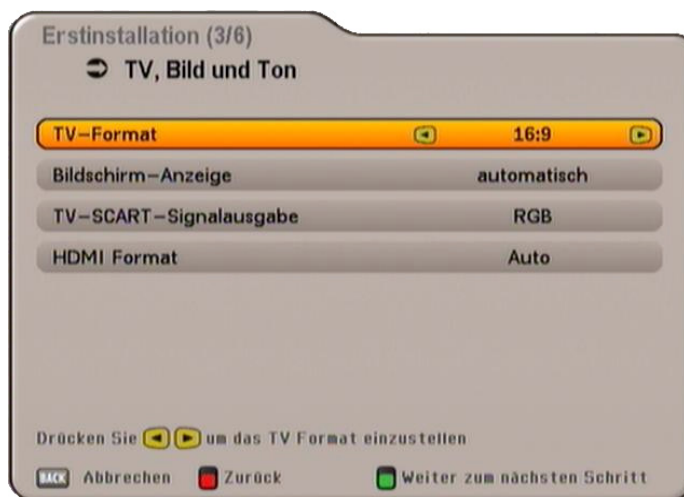 Erstinstallation (3/6)
TV, Bild und Ton
TV-Format 16:9
Bildschirm-Anzeige automatisch
TV-SCART-Signalausgabe RGB
HDMI Format Auto
Drücken Sie um das TV Format einzustellen
BACK Abbrechen Zurück Weiter zum nächsten Schritt